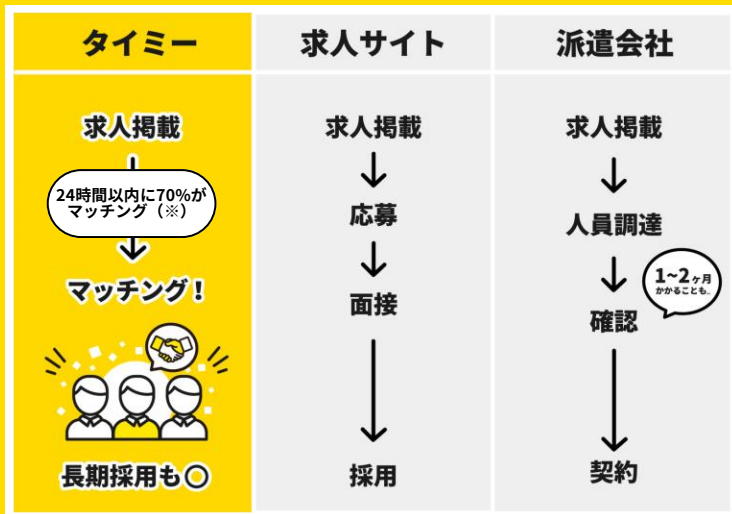 タイミー
求人掲載
24時間以内に70%が
マッチング（※）
マッチング！
長期採用も〇
求人サイト
求人掲載
応募
面接
採用
派遣会社
求人掲載
人員調達
1~2ヶ月
かかることも..
確認
契約